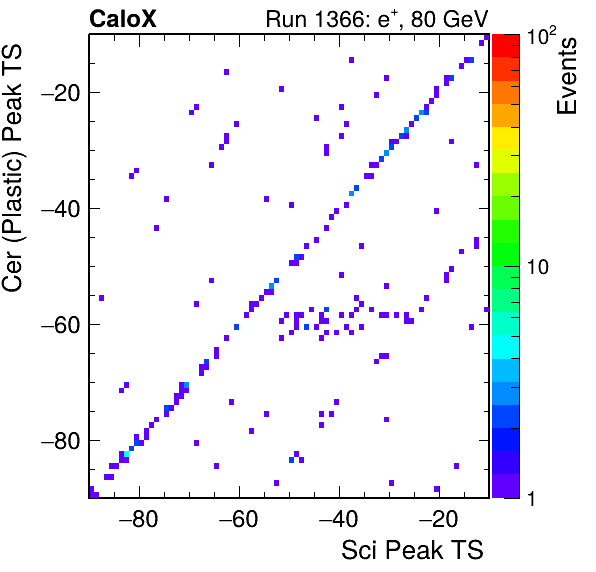 CaloX Run 1366: e⁺, 80 GeV
Cer (Plastic) Peak TS
Events
10²
10
1
−20
−40
−60
−80
−80 −60 −40 −20
Sci Peak TS